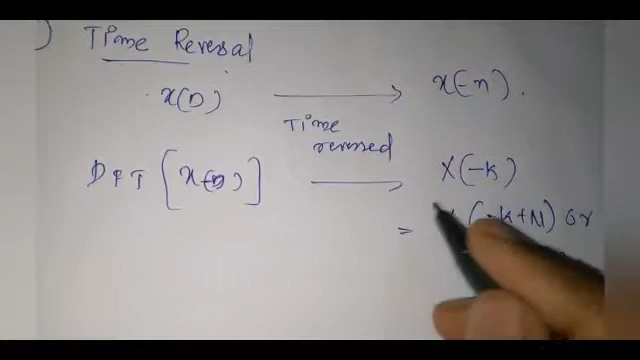 ) Time Reversal
x(n) → x(-n).
Time
reversed
DFT [x(-n)] → X(-k)
= (-k+N) or